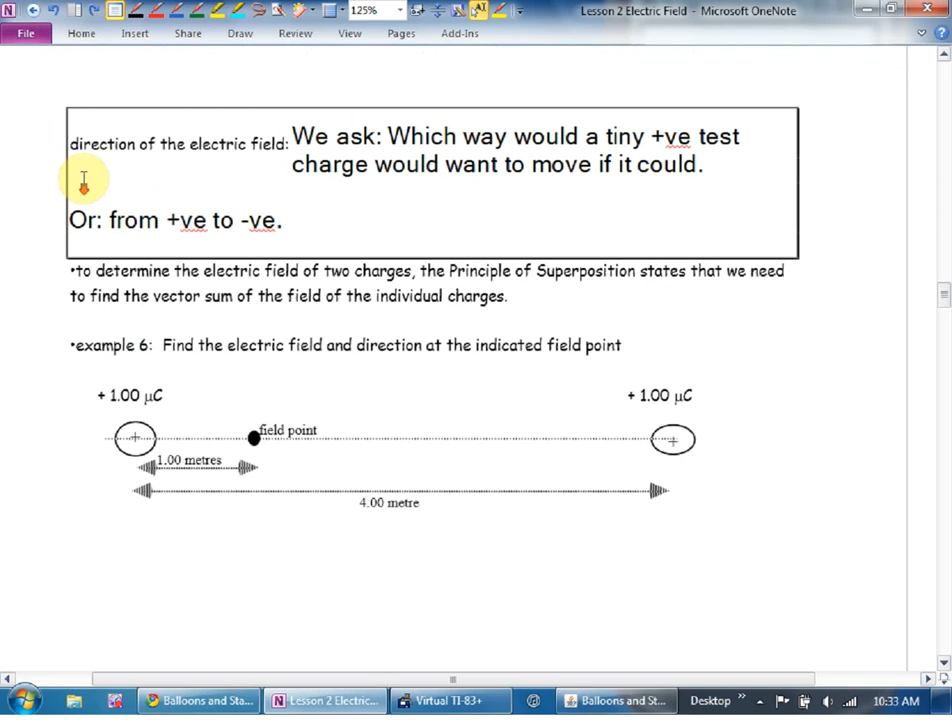 125%
Lesson 2 Electric Field - Microsoft OneNote
File Home Insert Share Draw Review View Pages Add-Ins
direction of the electric field: We ask: Which way would a tiny +ve test
charge would want to move if it could.
Or: from +ve to -ve.
•to determine the electric field of two charges, the Principle of Superposition states that we need
to find the vector sum of the field of the individual charges.
•example 6: Find the electric field and direction at the indicated field point
+ 1.00 µC + 1.00 µC
field point
+ +
1.00 metres
4.00 metre
Balloons and Sta... Lesson 2 Electric... Virtual TI-83+ Balloons and St... Desktop 10:33 AM